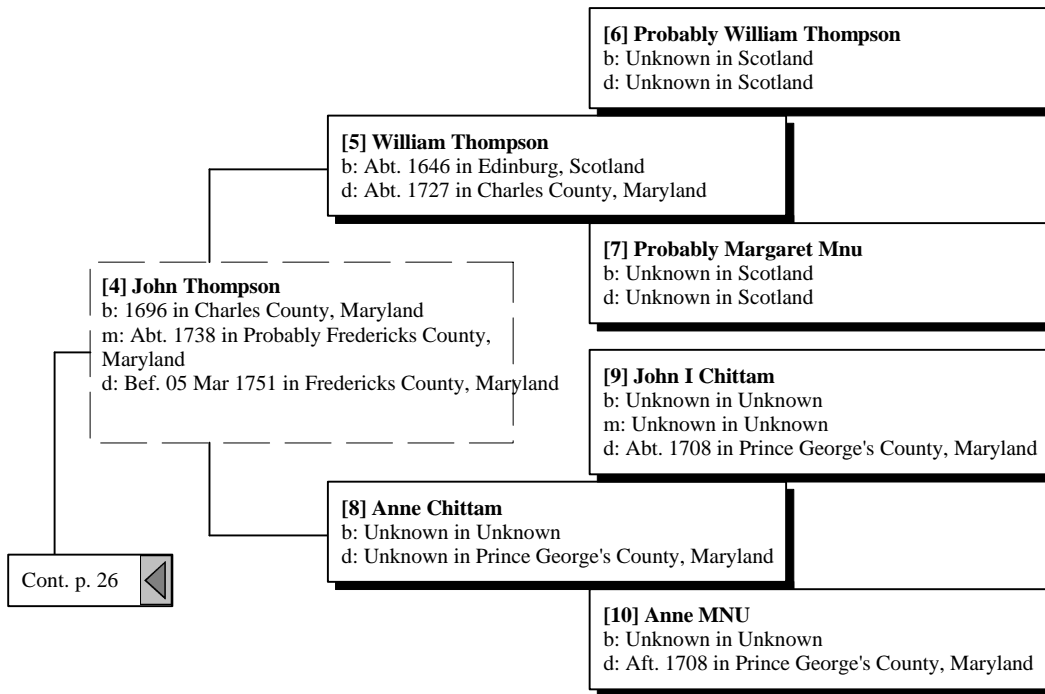 [6] Probably William Thompson
b: Unknown in Scotland
d: Unknown in Scotland
[5] William Thompson
b: Abt. 1646 in Edinburg, Scotland
d: Abt. 1727 in Charles County, Maryland
[7] Probably Margaret Mnu
b: Unknown in Scotland
d: Unknown in Scotland
[4] John Thompson
b: 1696 in Charles County, Maryland
m: Abt. 1738 in Probably Fredericks County,
Maryland
d: Bef. 05 Mar 1751 in Fredericks County, Maryland
[9] John I Chittam
b: Unknown in Unknown
m: Unknown in Unknown
d: Abt. 1708 in Prince George's County, Maryland
[8] Anne Chittam
b: Unknown in Unknown
d: Unknown in Prince George's County, Maryland
Cont. p. 26
[10] Anne MNU
b: Unknown in Unknown
d: Aft. 1708 in Prince George's County, Maryland